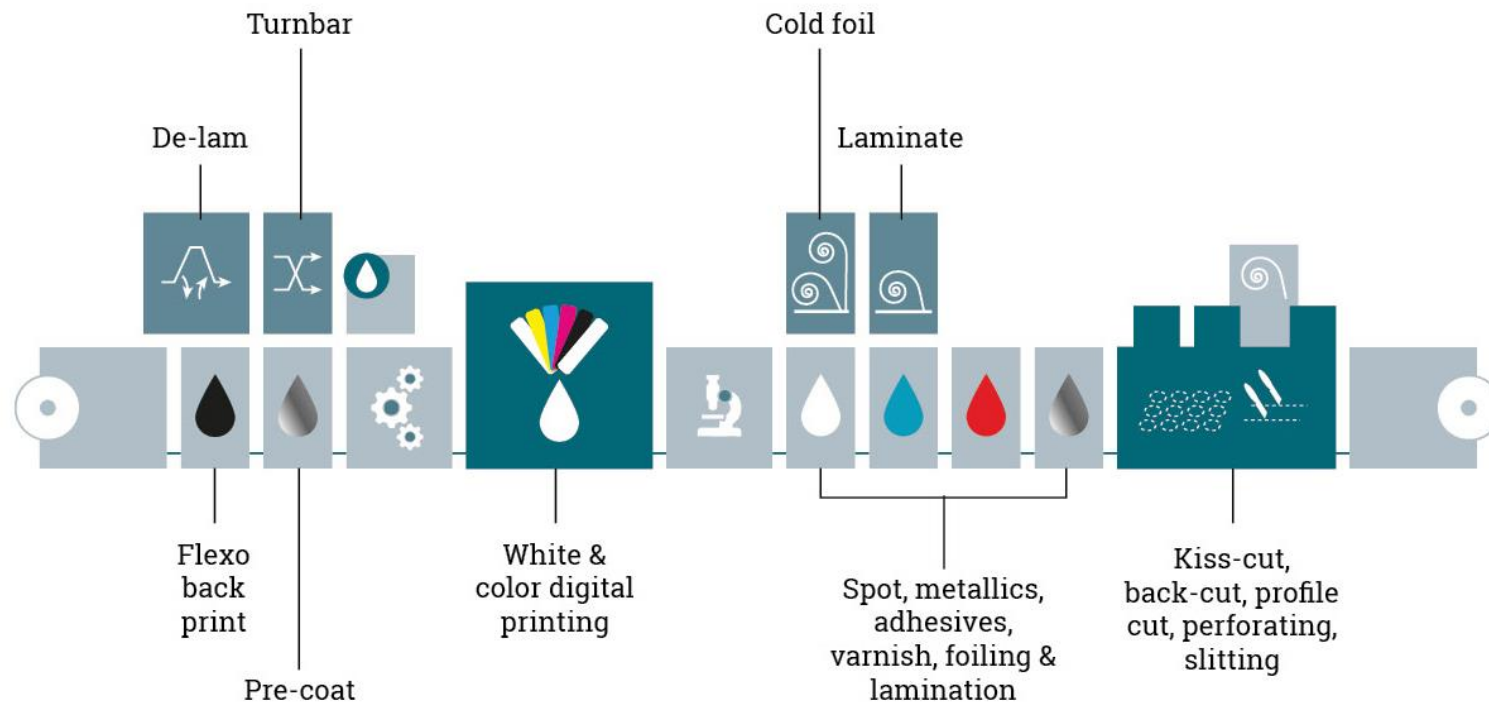 Turnbar
Cold foil
De-lam
Laminate
Flexo
back
print
White &
color digital
printing
Spot, metallics,
adhesives,
varnish, foiling &
lamination
Kiss-cut,
back-cut, profile
cut, perforating,
slitting
Pre-coat